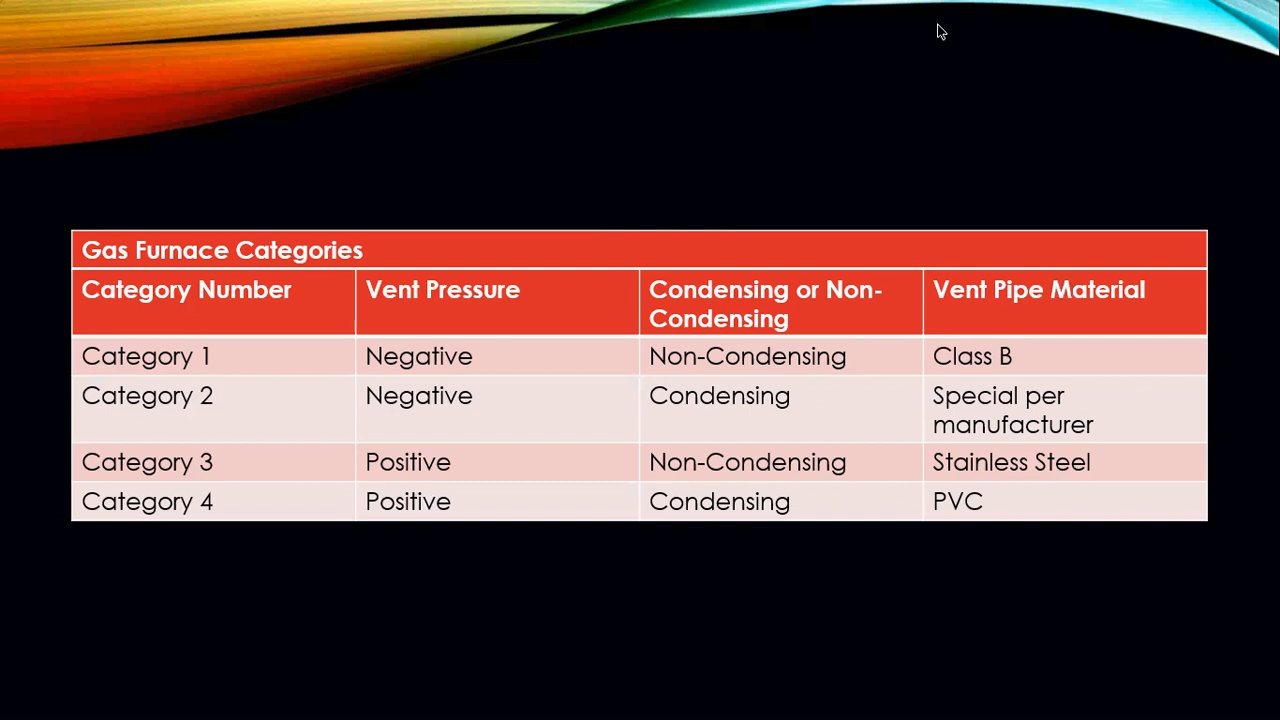 Gas Furnace Categories
Category Number Vent Pressure Condensing or Non-Condensing Vent Pipe Material
Category 1 Negative Non-Condensing Class B
Category 2 Negative Condensing Special per manufacturer
Category 3 Positive Non-Condensing Stainless Steel
Category 4 Positive Condensing PVC